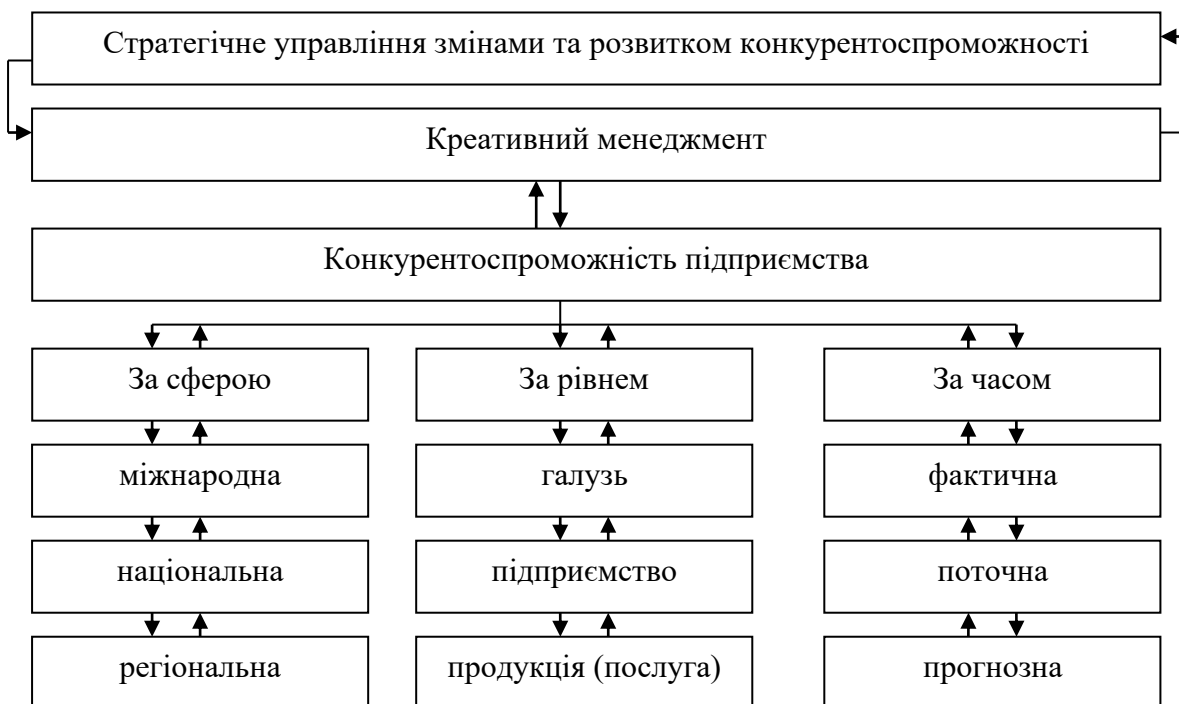 Стратегічне управління змінами та розвитком конкурентоспроможності
Креативний менеджмент
Конкурентоспроможність підприємства
За сферою
За рівнем
За часом
міжнародна
галузь
фактична
національна
підприємство
поточна
регіональна
продукція (послуга)
прогнозна